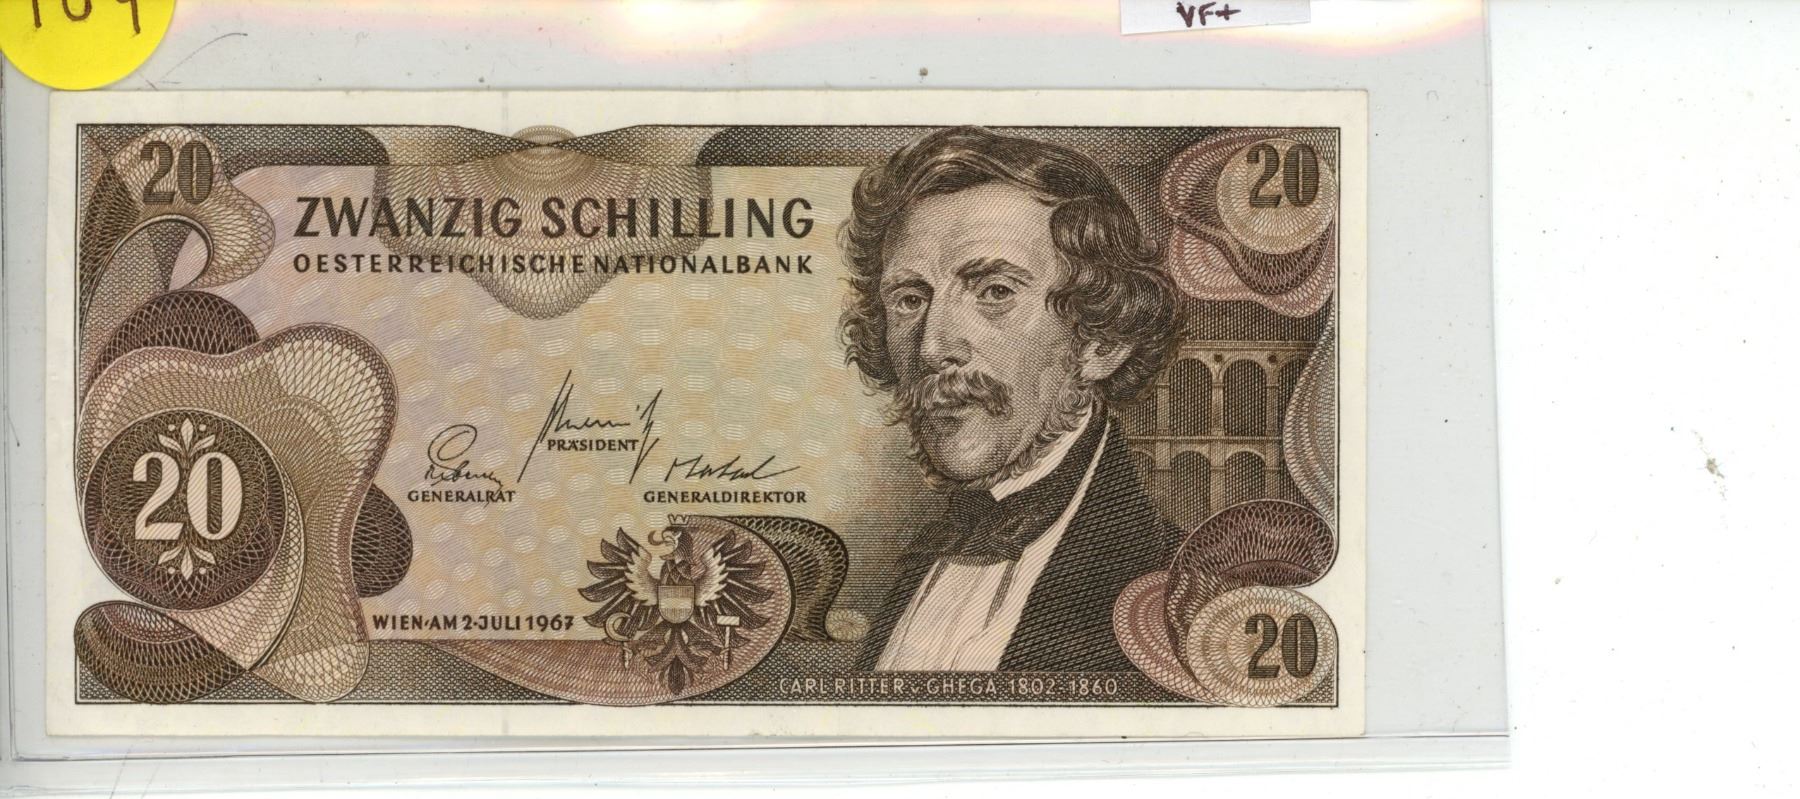 VF+
20
20
ZWANZIG SCHILLING
OESTERREICHISCHE NATIONALBANK
PRÄSIDENT
GENERALRAT
GENERALDIREKTOR
20
WIEN·AM 2·JULI 1967
20
CARL RITTER v. GHEGA 1802-1860